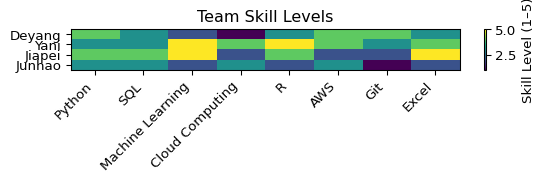 Team Skill Levels
Deyang
Yani
Jiapei
Junhao
Python
SQL
Machine Learning
Cloud Computing
R
AWS
Git
Excel
5.0
2.5
Skill Level (1–5)